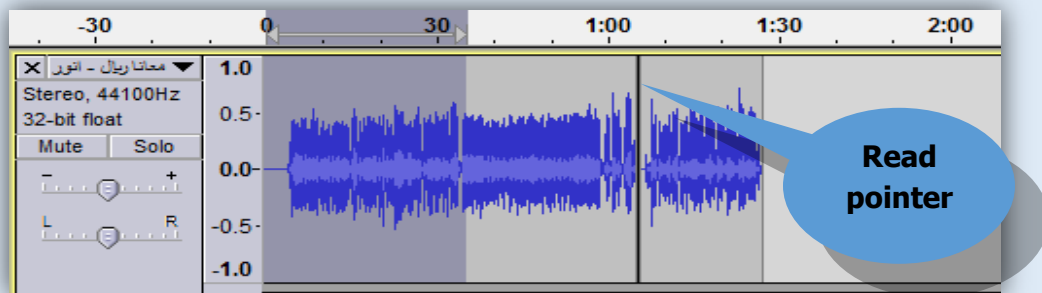 -30 0 30 1:00 1:30 2:00
معانا ريال - انور
Stereo, 44100Hz
32-bit float
Mute Solo
- +
L R
1.0
0.5-
0.0-
-0.5-
-1.0
Read
pointer